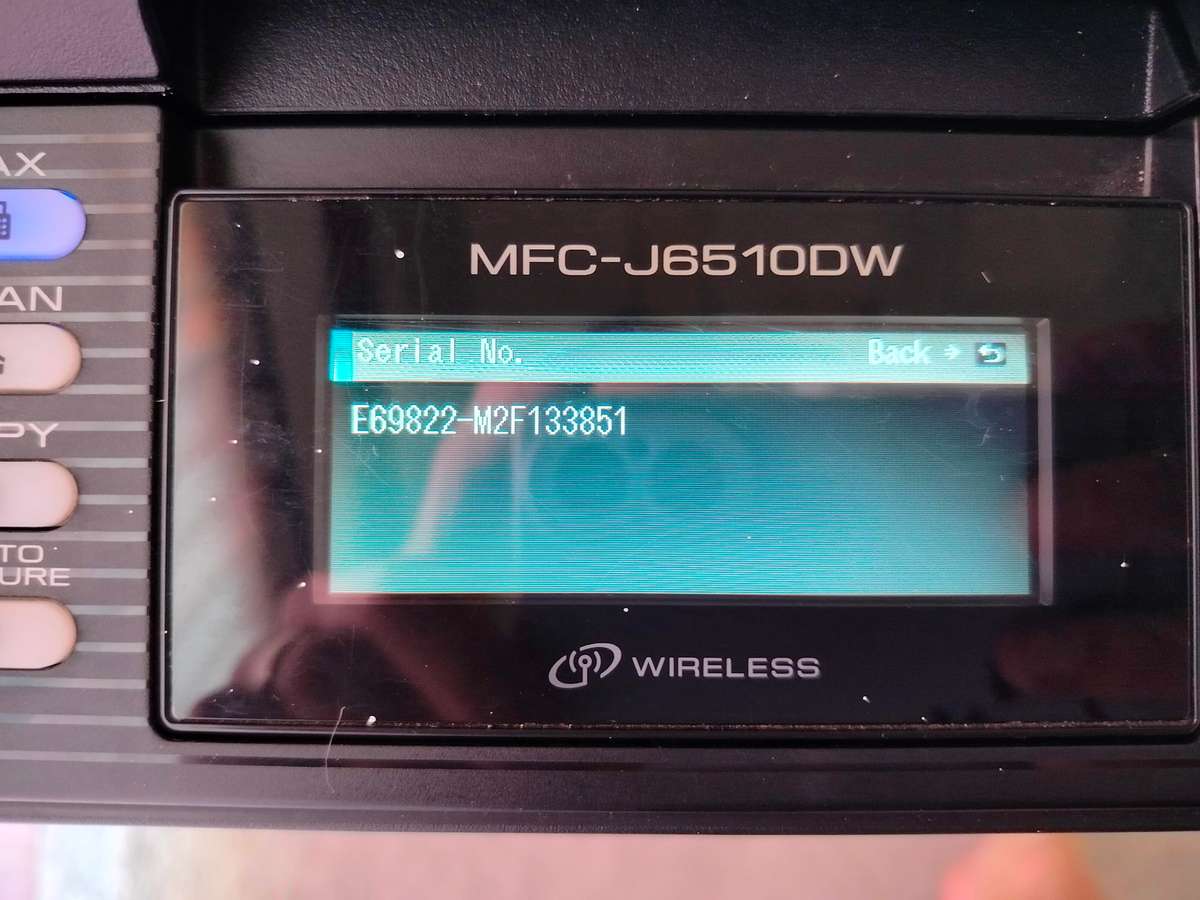 AX
MFC-J6510DW
AN
Serial No. Back
E69822-M2F133851
PY
TO
URE
WIRELESS